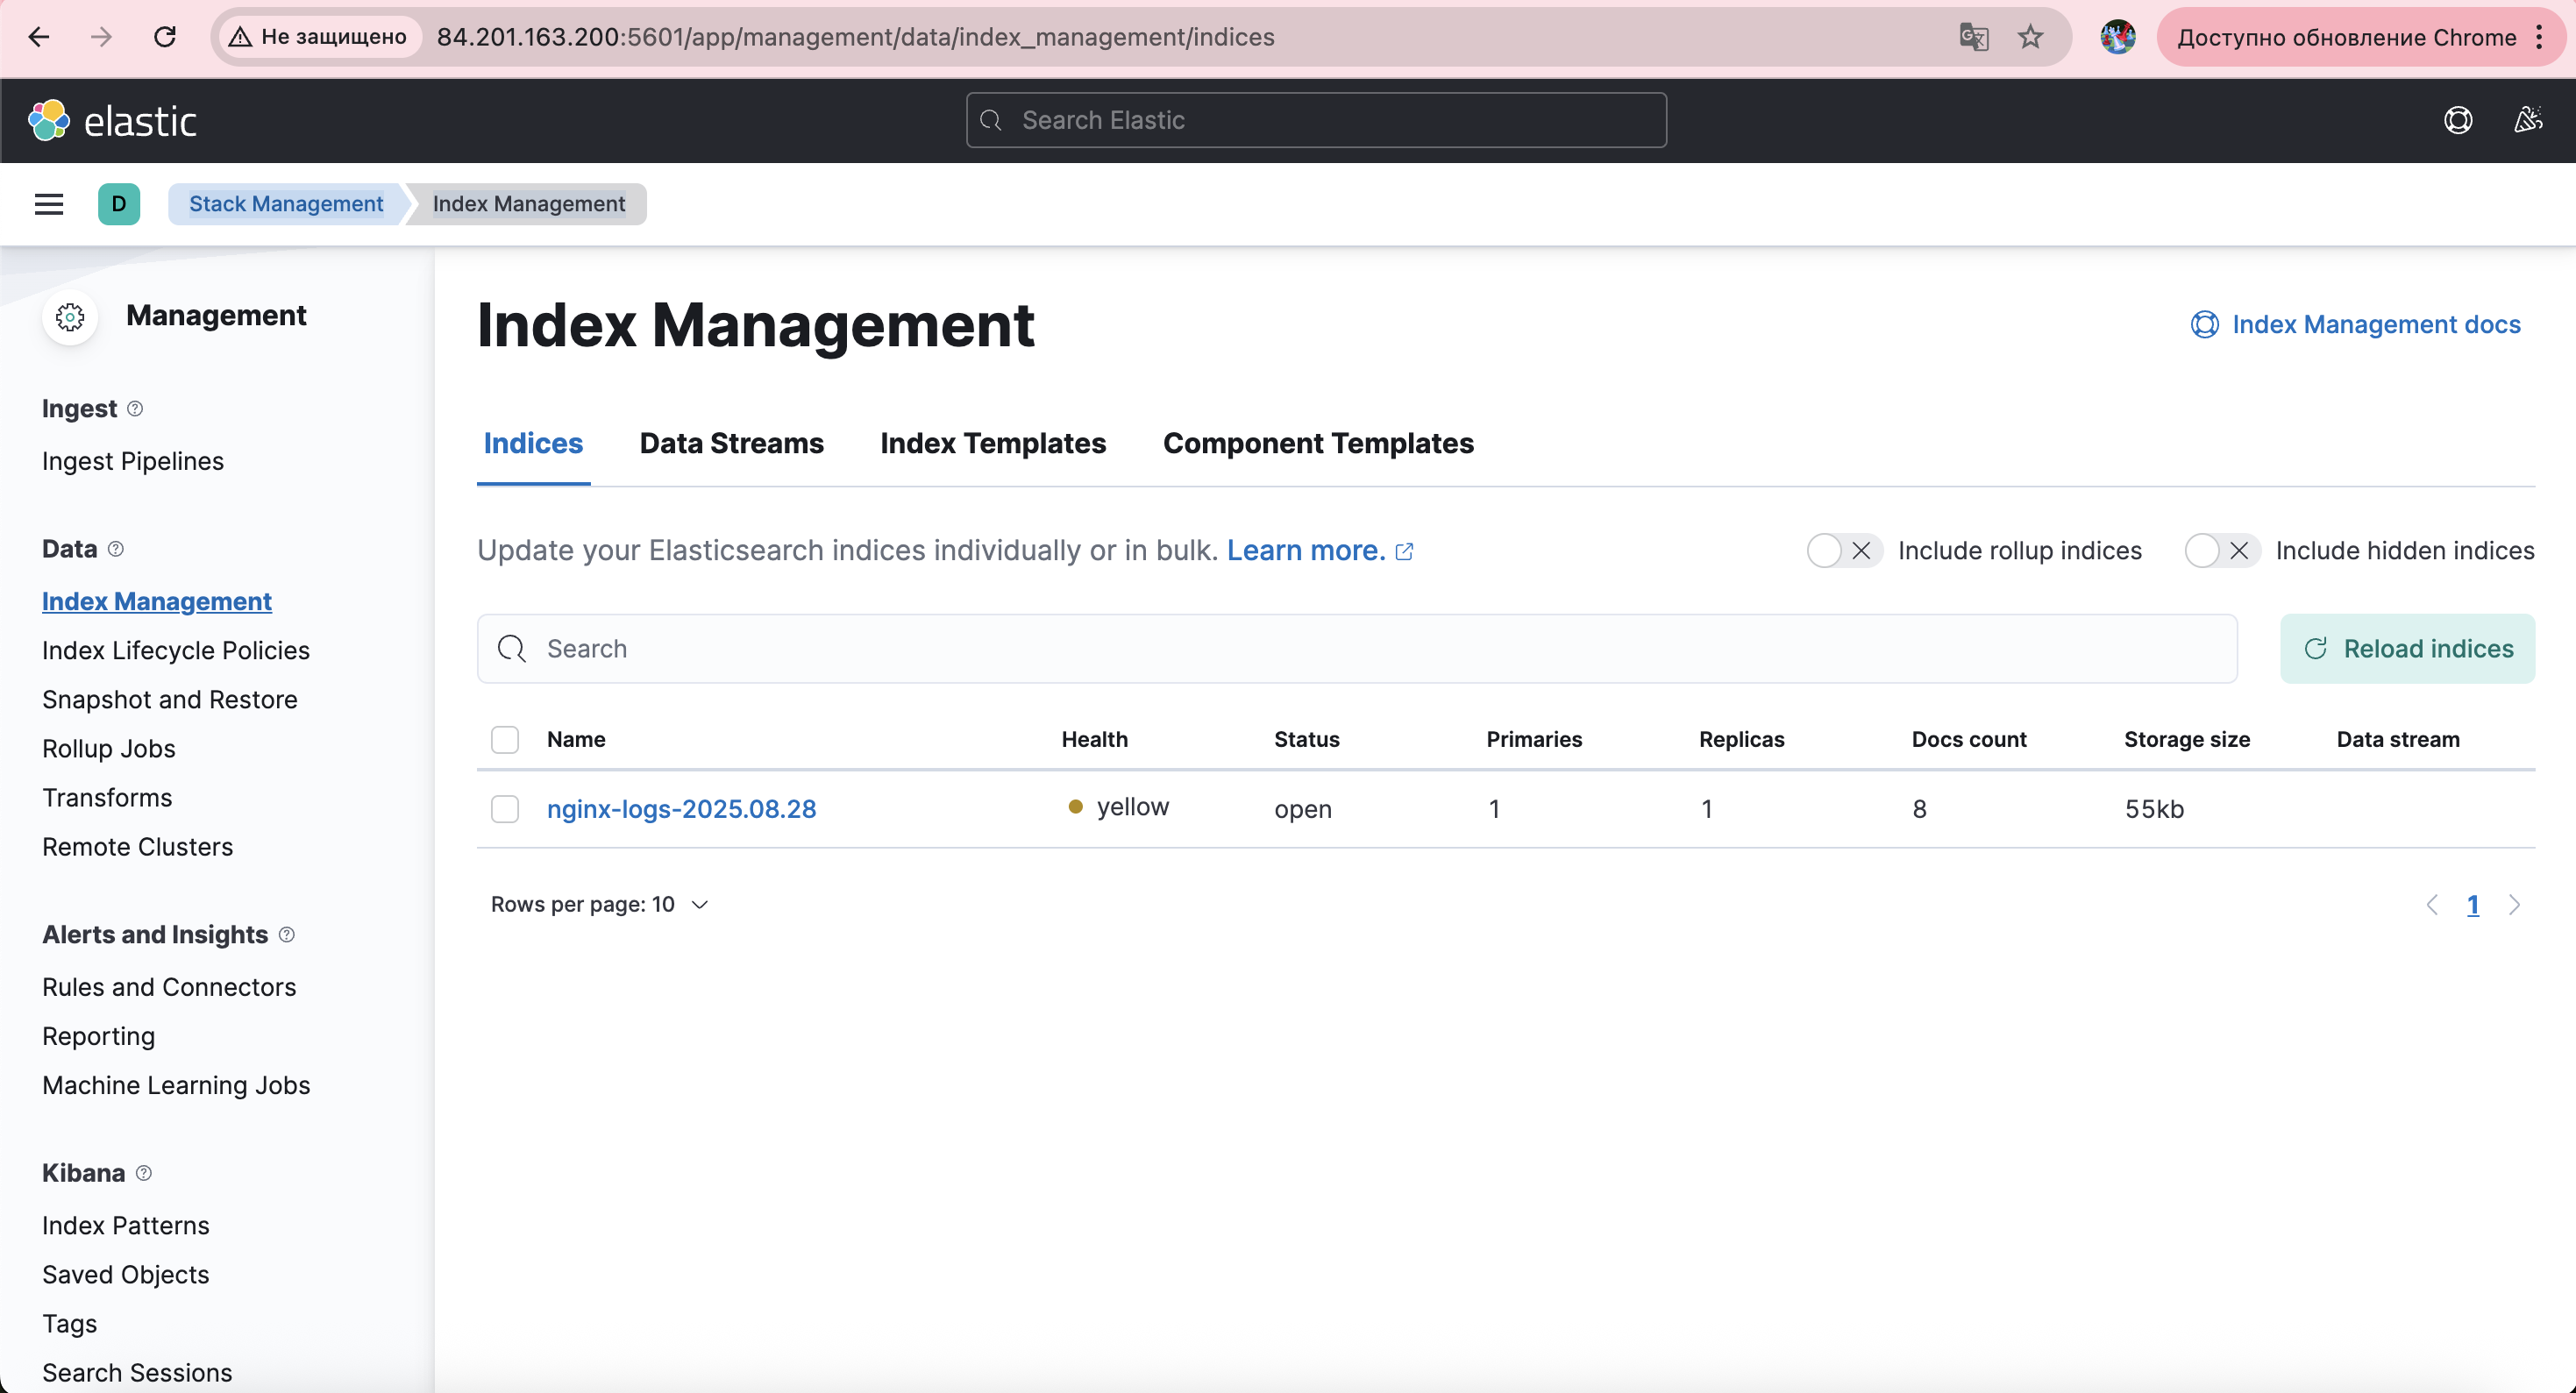 Не защищено
84.201.163.200:5601/app/management/data/index_management/indices
Доступно обновление Chrome
elastic
Search Elastic
D
Stack Management
Index Management
Management
Ingest
Ingest Pipelines
Data
Index Management
Index Lifecycle Policies
Snapshot and Restore
Rollup Jobs
Transforms
Remote Clusters
Alerts and Insights
Rules and Connectors
Reporting
Machine Learning Jobs
Kibana
Index Patterns
Saved Objects
Tags
Search Sessions
Index Management
Index Management docs
Indices Data Streams Index Templates Component Templates
Update your Elasticsearch indices individually or in bulk. Learn more.
Include rollup indices
Include hidden indices
Search
Reload indices
Name Health Status Primaries Replicas Docs count Storage size Data stream
nginx-logs-2025.08.28 yellow open 1 1 8 55kb
Rows per page: 10
1